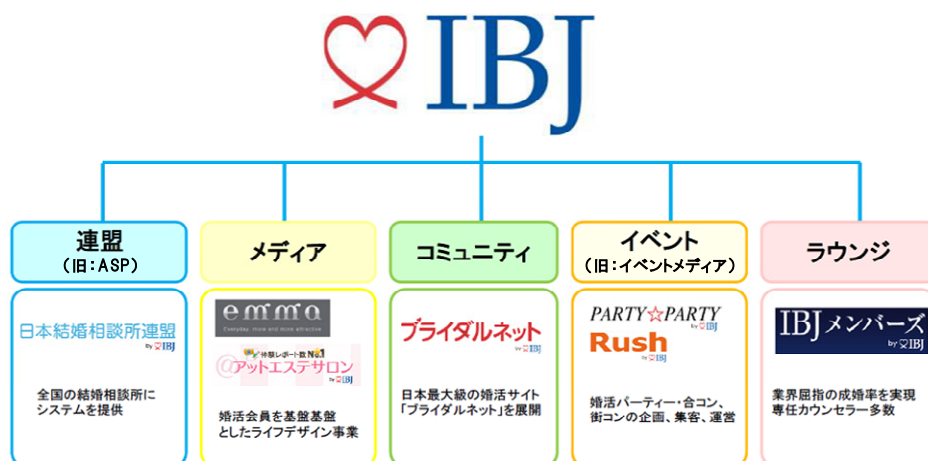 IBJ
連盟
(旧:ASP)
メディア
コミュニティ
イベント
(旧:イベントメディア)
ラウンジ
日本結婚相談所連盟
by IBJ
全国の結婚相談所に
システムを提供
emma
Everyday, more and more attractive
体験レポート数No.1
@アットエステサロン
by IBJ
婚活会員を基盤基盤
としたライフデザイン事業
ブライダルネット
by IBJ
日本最大級の婚活サイト
「ブライダルネット」を展開
PARTY☆PARTY
by IBJ
Rush
by IBJ
婚活パーティー・合コン、
街コンの企画、集客、運営
IBJメンバーズ
by IBJ
業界屈指の成婚率を実現
専任カウンセラー多数